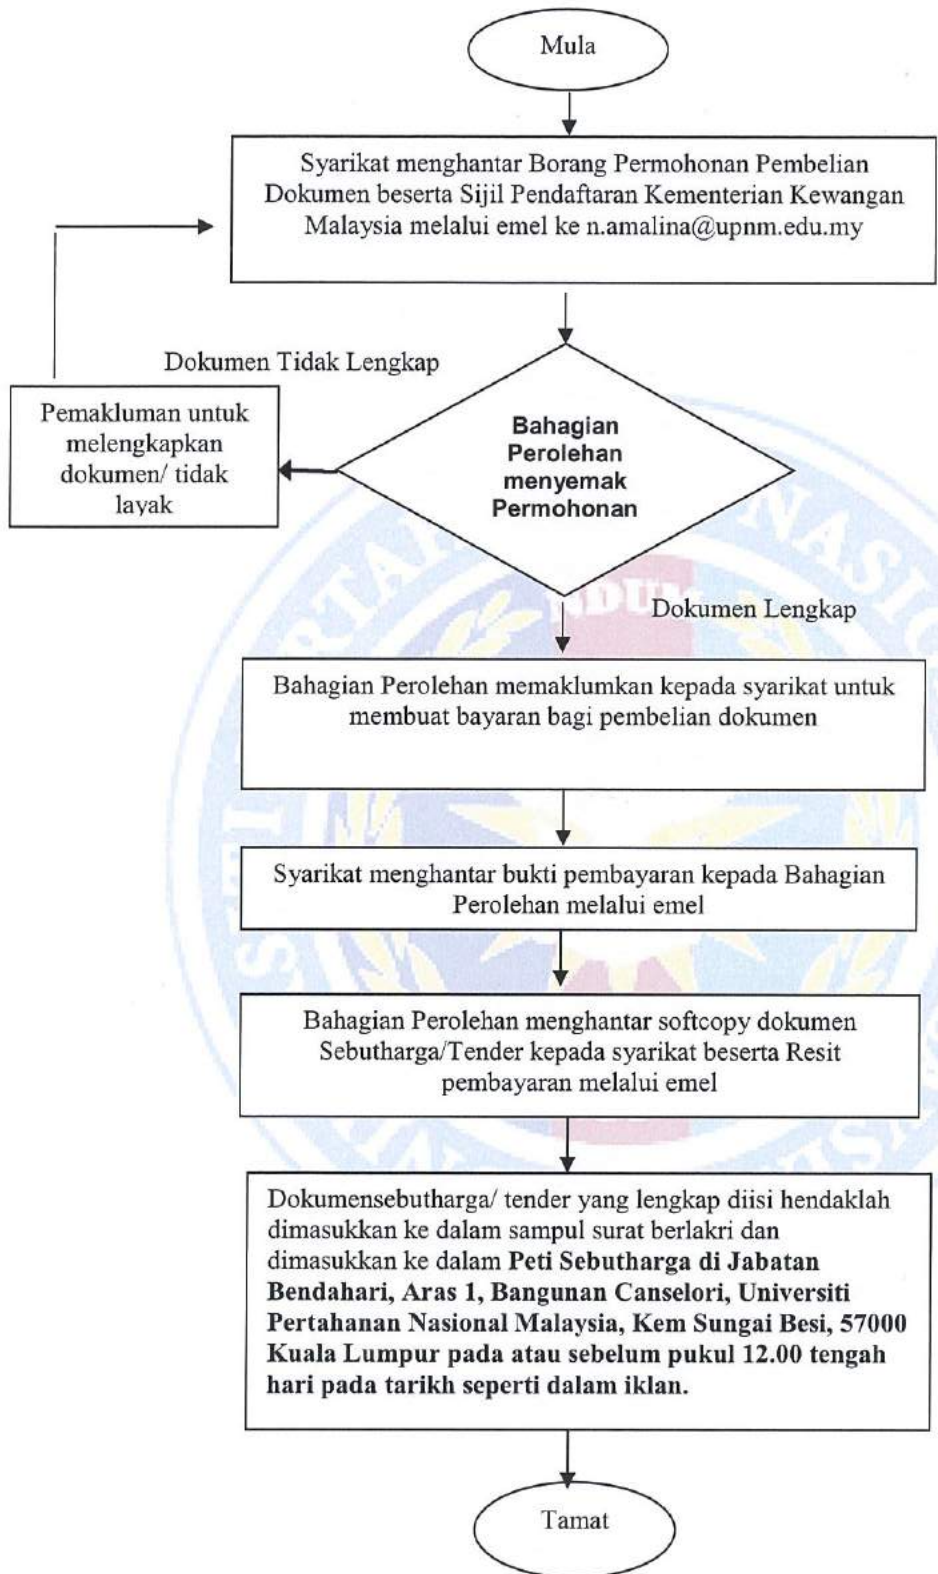 Mula
Syarikat menghantar Borang Permohonan Pembelian
Dokumen beserta Sijil Pendaftaran Kementerian Kewangan
Malaysia melalui emel ke n.amalina@upnm.edu.my
Dokumen Tidak Lengkap
Pemakluman untuk
melengkapkan
dokumen/ tidak
layak
Bahagian
Perolehan
menyemak
Permohonan
Dokumen Lengkap
Bahagian Perolehan memaklumkan kepada syarikat untuk
membuat bayaran bagi pembelian dokumen
Syarikat menghantar bukti pembayaran kepada Bahagian
Perolehan melalui emel
Bahagian Perolehan menghantar softcopy dokumen
Sebutharga/Tender kepada syarikat beserta Resit
pembayaran melalui emel
Dokumensebutharga/ tender yang lengkap diisi hendaklah
dimasukkan ke dalam sampul surat berlakri dan
dimasukkan ke dalam Peti Sebutharga di Jabatan
Bendahari, Aras 1, Bangunan Canselori, Universiti
Pertahanan Nasional Malaysia, Kem Sungai Besi, 57000
Kuala Lumpur pada atau sebelum pukul 12.00 tengah
hari pada tarikh seperti dalam iklan.
Tamat